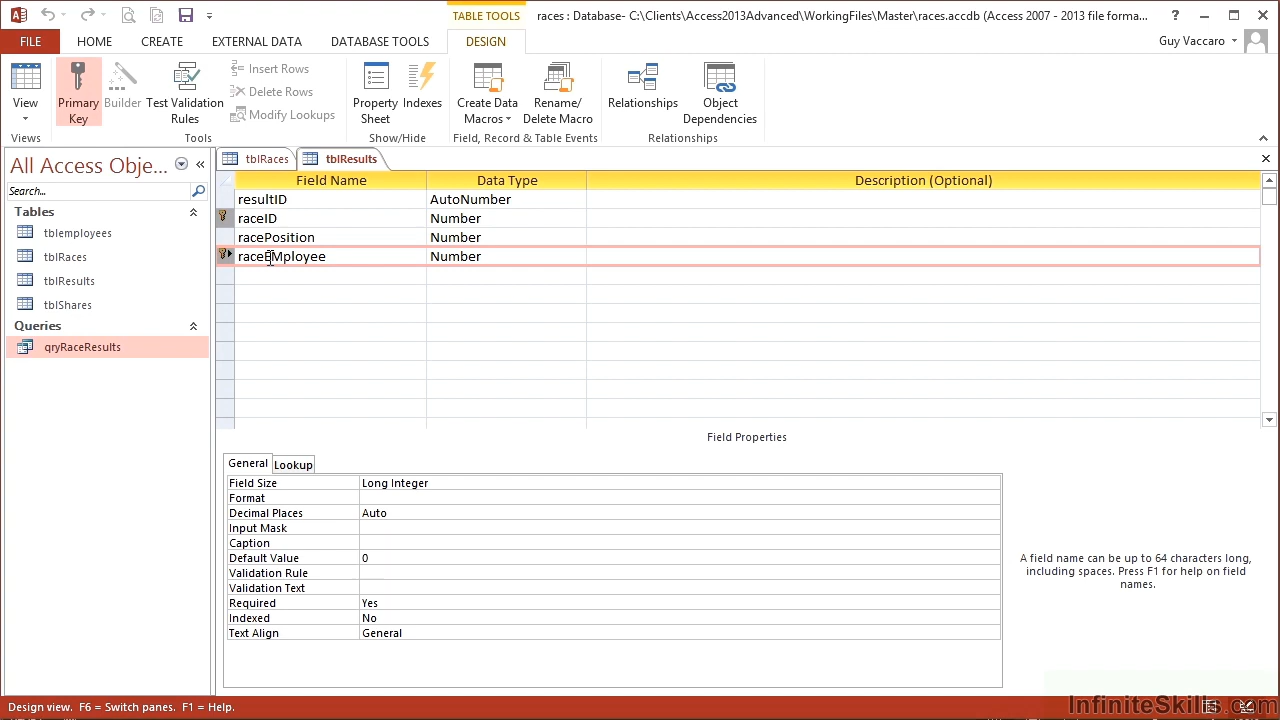 TABLE TOOLS
races : Database- C:\Clients\Access2013Advanced\WorkingFiles\Master\races.accdb (Access 2007 - 2013 file forma...
FILE
HOME
CREATE
EXTERNAL DATA
DATABASE TOOLS
DESIGN
Guy Vaccaro
View
Primary Key
Builder
Test Validation Rules
Insert Rows
Delete Rows
Modify Lookups
Property Sheet
Indexes
Create Data Macros
Rename/ Delete Macro
Relationships
Object Dependencies
Views
Tools
Show/Hide
Field, Record & Table Events
Relationships
All Access Obje...
Search...
Tables
tblemployees
tblRaces
tblResults
tblShares
Queries
qryRaceResults
tblRaces
tblResults
Field Name Data Type Description (Optional)
resultID AutoNumber
raceID Number
racePosition Number
raceEMployee Number
Field Properties
General Lookup
Field Size Long Integer
Format
Decimal Places Auto
Input Mask
Caption
Default Value 0
Validation Rule
Validation Text
Required Yes
Indexed No
Text Align General
A field name can be up to 64 characters long,
including spaces. Press F1 for help on field
names.
Design view. F6 = Switch panes. F1 = Help.
InfiniteSkills.com